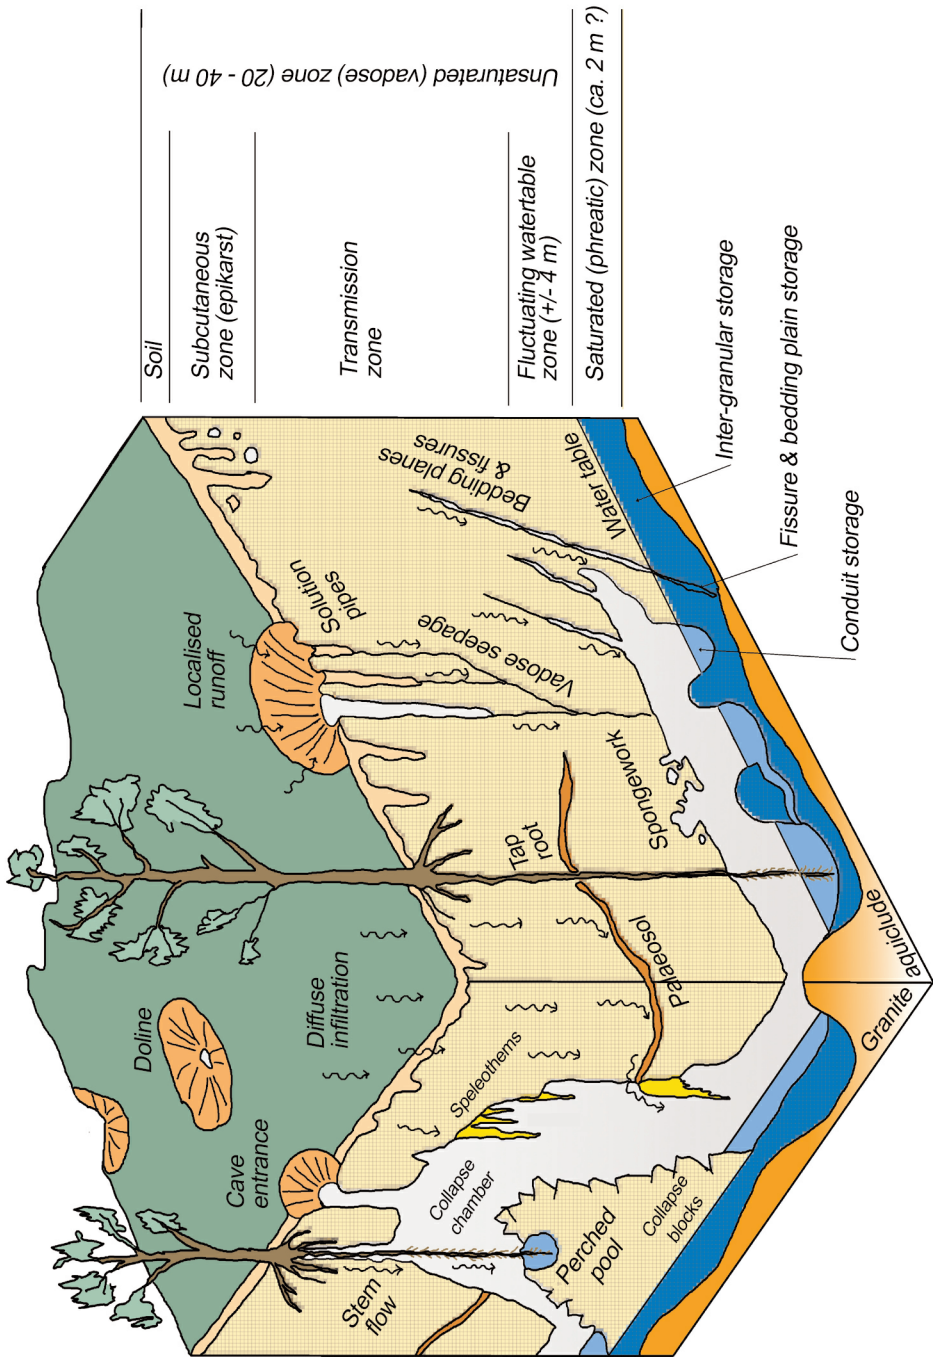 Soil
Subcutaneous
zone (epikarst)
Transmission
zone
Fluctuating watertable
zone (+/- 4 m)
Saturated (phreatic) zone (ca. 2 m ?)
Unsaturated (vadose) zone (20 - 40 m)
Localised
runoff
Doline
Diffuse
infiltration
Cave
entrance
Solution
pipes
Bedding planes
& fissures
Water table
Vadose seepage
Spongework
Tap
root
Palaeosol
Speleothems
Collapse
chamber
Stem
flow
Perched
pool
Collapse
blocks
Granite
aquiclude
Inter-granular storage
Fissure & bedding plain storage
Conduit storage